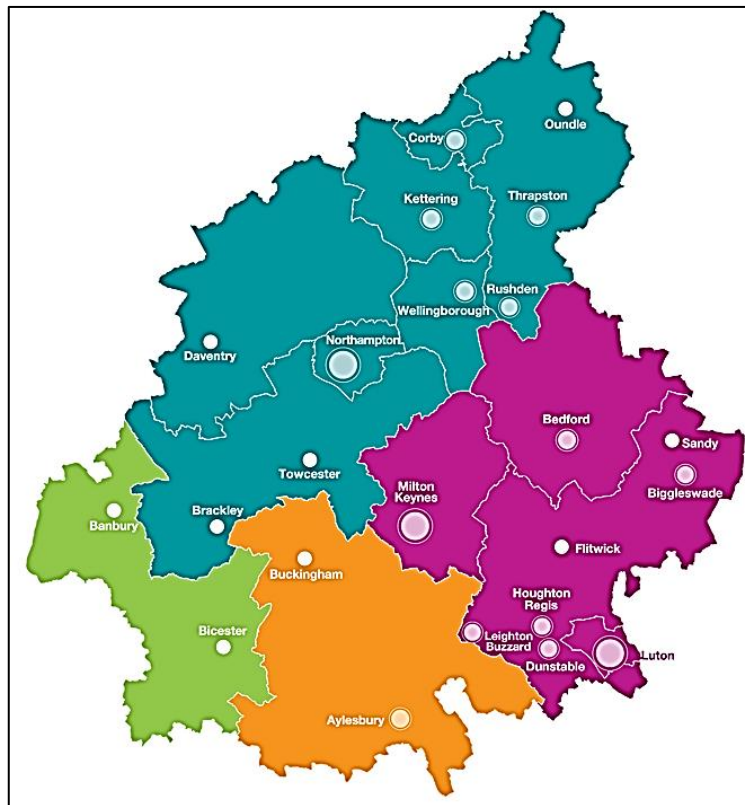 Oundle
Corby
Kettering
Thrapston
Rushden
Wellingborough
Northampton
Daventry
Bedford
Sandy
Towcester
Milton
Keynes
Biggleswade
Banbury
Brackley
Flitwick
Buckingham
Houghton
Regis
Bicester
Leighton
Buzzard
Luton
Dunstable
Aylesbury